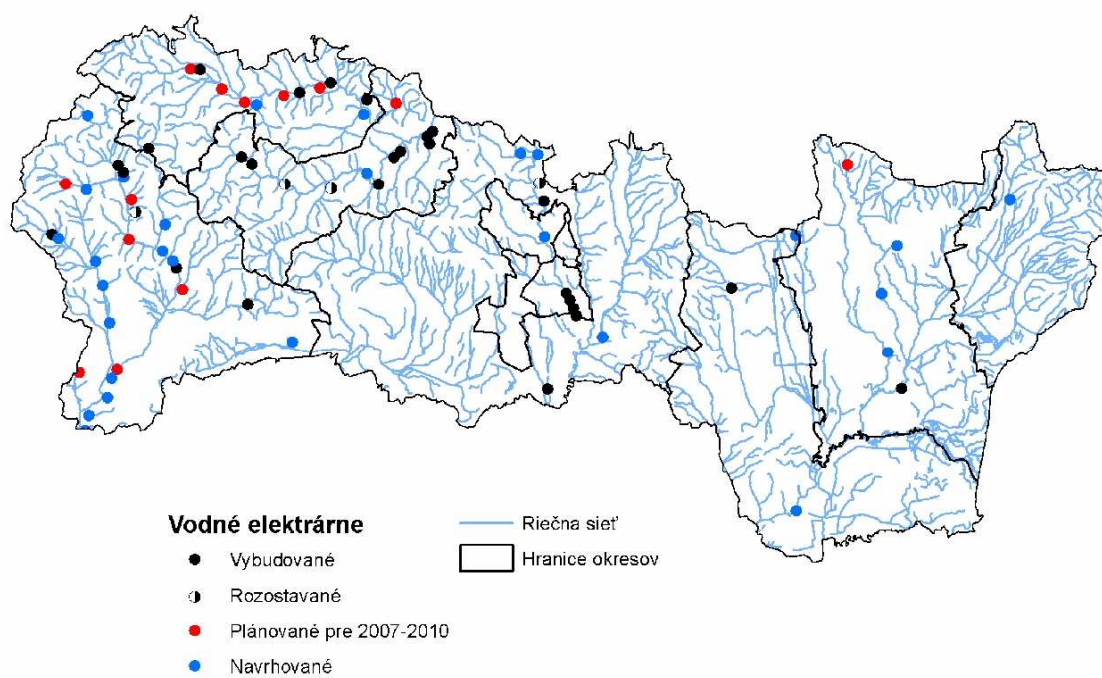 Vodné elektrárne
Vybudované
Rozostavané
Plánované pre 2007-2010
Navrhované
Riečna sieť
Hranice okresov